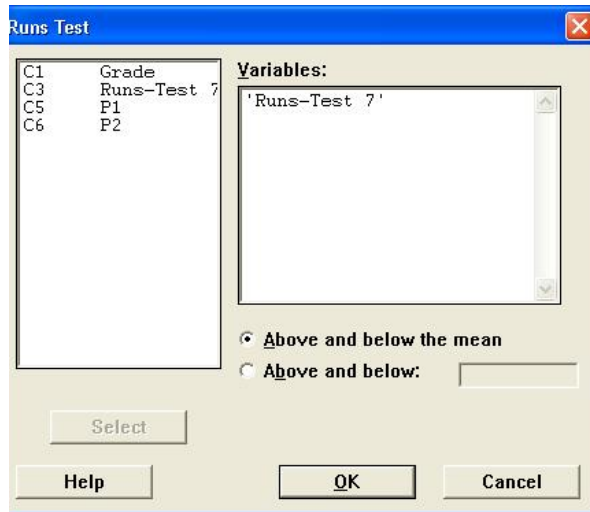 Runs Test
C1 Grade
C3 Runs-Test 7
C5 P1
C6 P2
Variables:
'Runs-Test 7'
Above and below the mean
Above and below:
Select
Help
OK
Cancel